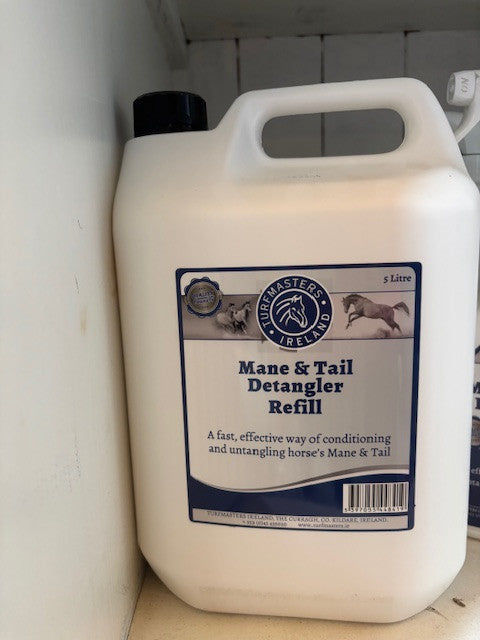 ON
5 Litre
TURFMASTERS
IRELAND
Mane & Tail
Detangler
Refill
A fast, effective way of conditioning
and untangling horse's Mane & Tail
TURFMASTERS IRELAND, THE CURRAGH, CO. KILDARE, IRELAND.
www.turfmasters.ie